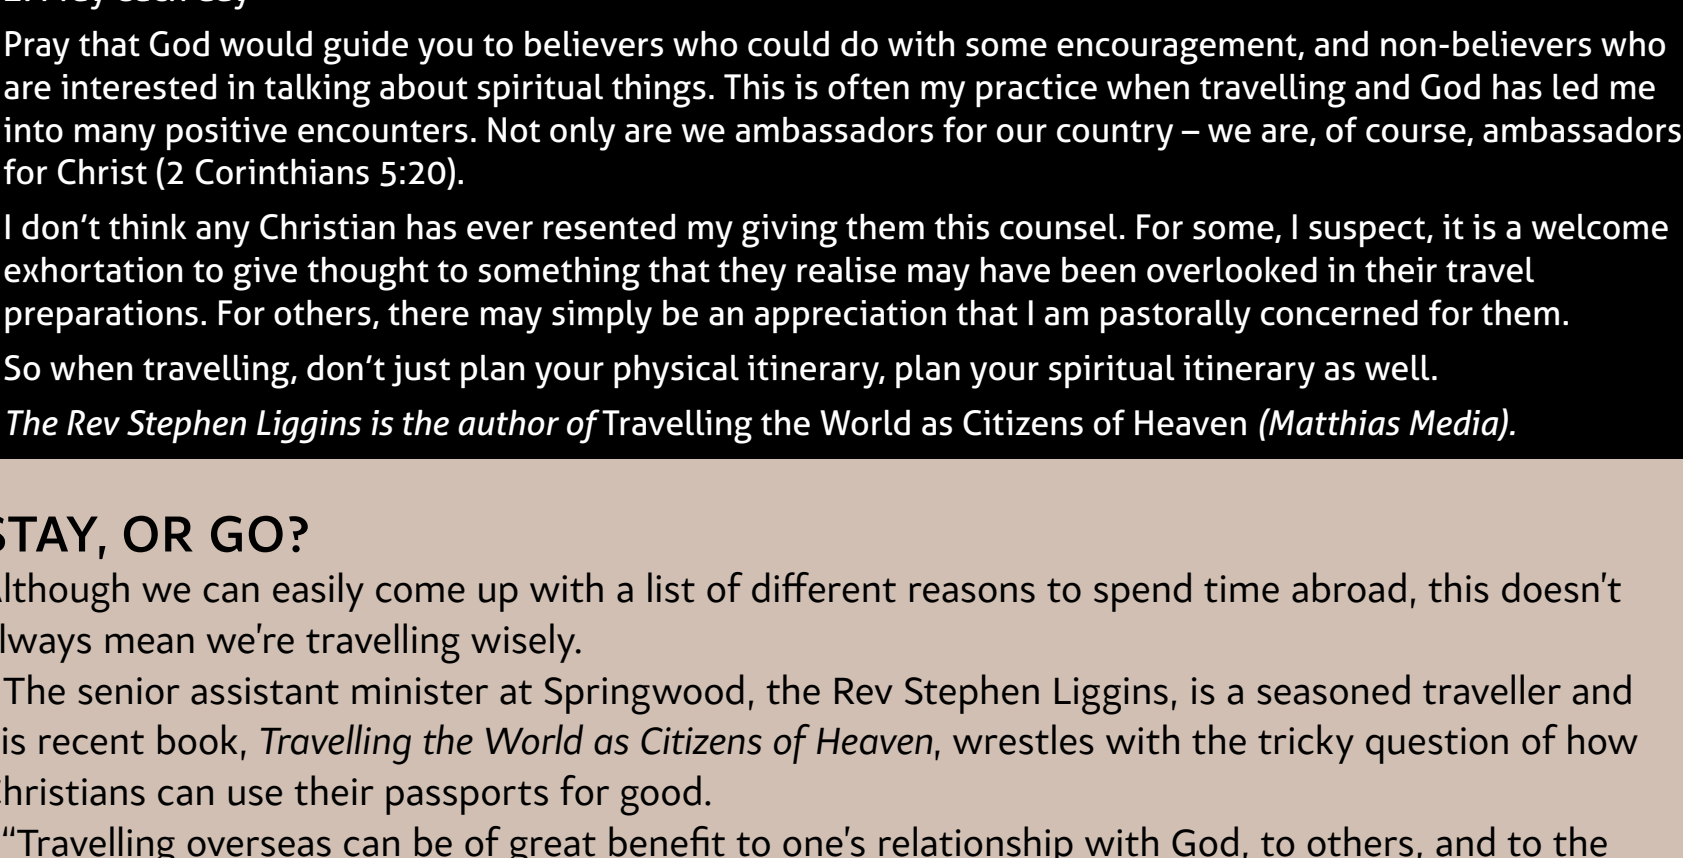 Pray that God would guide you to believers who could do with some encouragement, and non-believers who
are interested in talking about spiritual things. This is often my practice when travelling and God has led me
into many positive encounters. Not only are we ambassadors for our country – we are, of course, ambassadors
for Christ (2 Corinthians 5:20).
I don’t think any Christian has ever resented my giving them this counsel. For some, I suspect, it is a welcome
exhortation to give thought to something that they realise may have been overlooked in their travel
preparations. For others, there may simply be an appreciation that I am pastorally concerned for them.
So when travelling, don’t just plan your physical itinerary, plan your spiritual itinerary as well.
The Rev Stephen Liggins is the author of Travelling the World as Citizens of Heaven (Matthias Media).
STAY, OR GO?
Although we can easily come up with a list of different reasons to spend time abroad, this doesn’t
always mean we’re travelling wisely.
The senior assistant minister at Springwood, the Rev Stephen Liggins, is a seasoned traveller and
is recent book, Travelling the World as Citizens of Heaven, wrestles with the tricky question of how
Christians can use their passports for good.
“Travelling overseas can be of great benefit to one’s relationship with God, to others, and to the